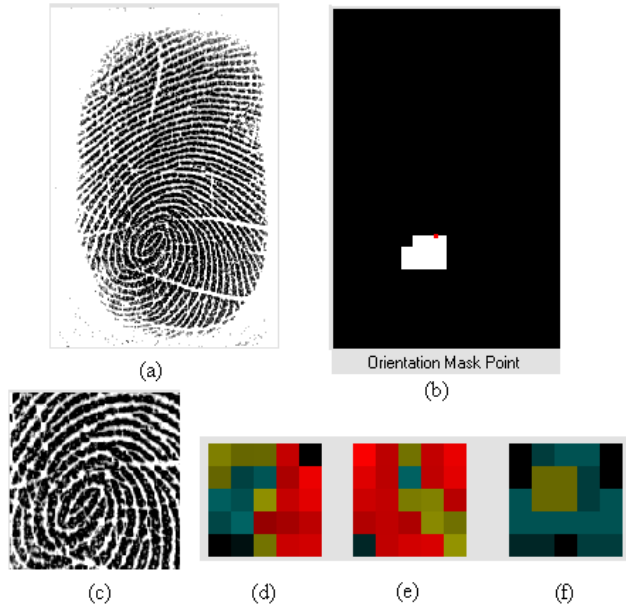 (a)
Orientation Mask Point
(b)
(c)
(d)
(e)
(f)